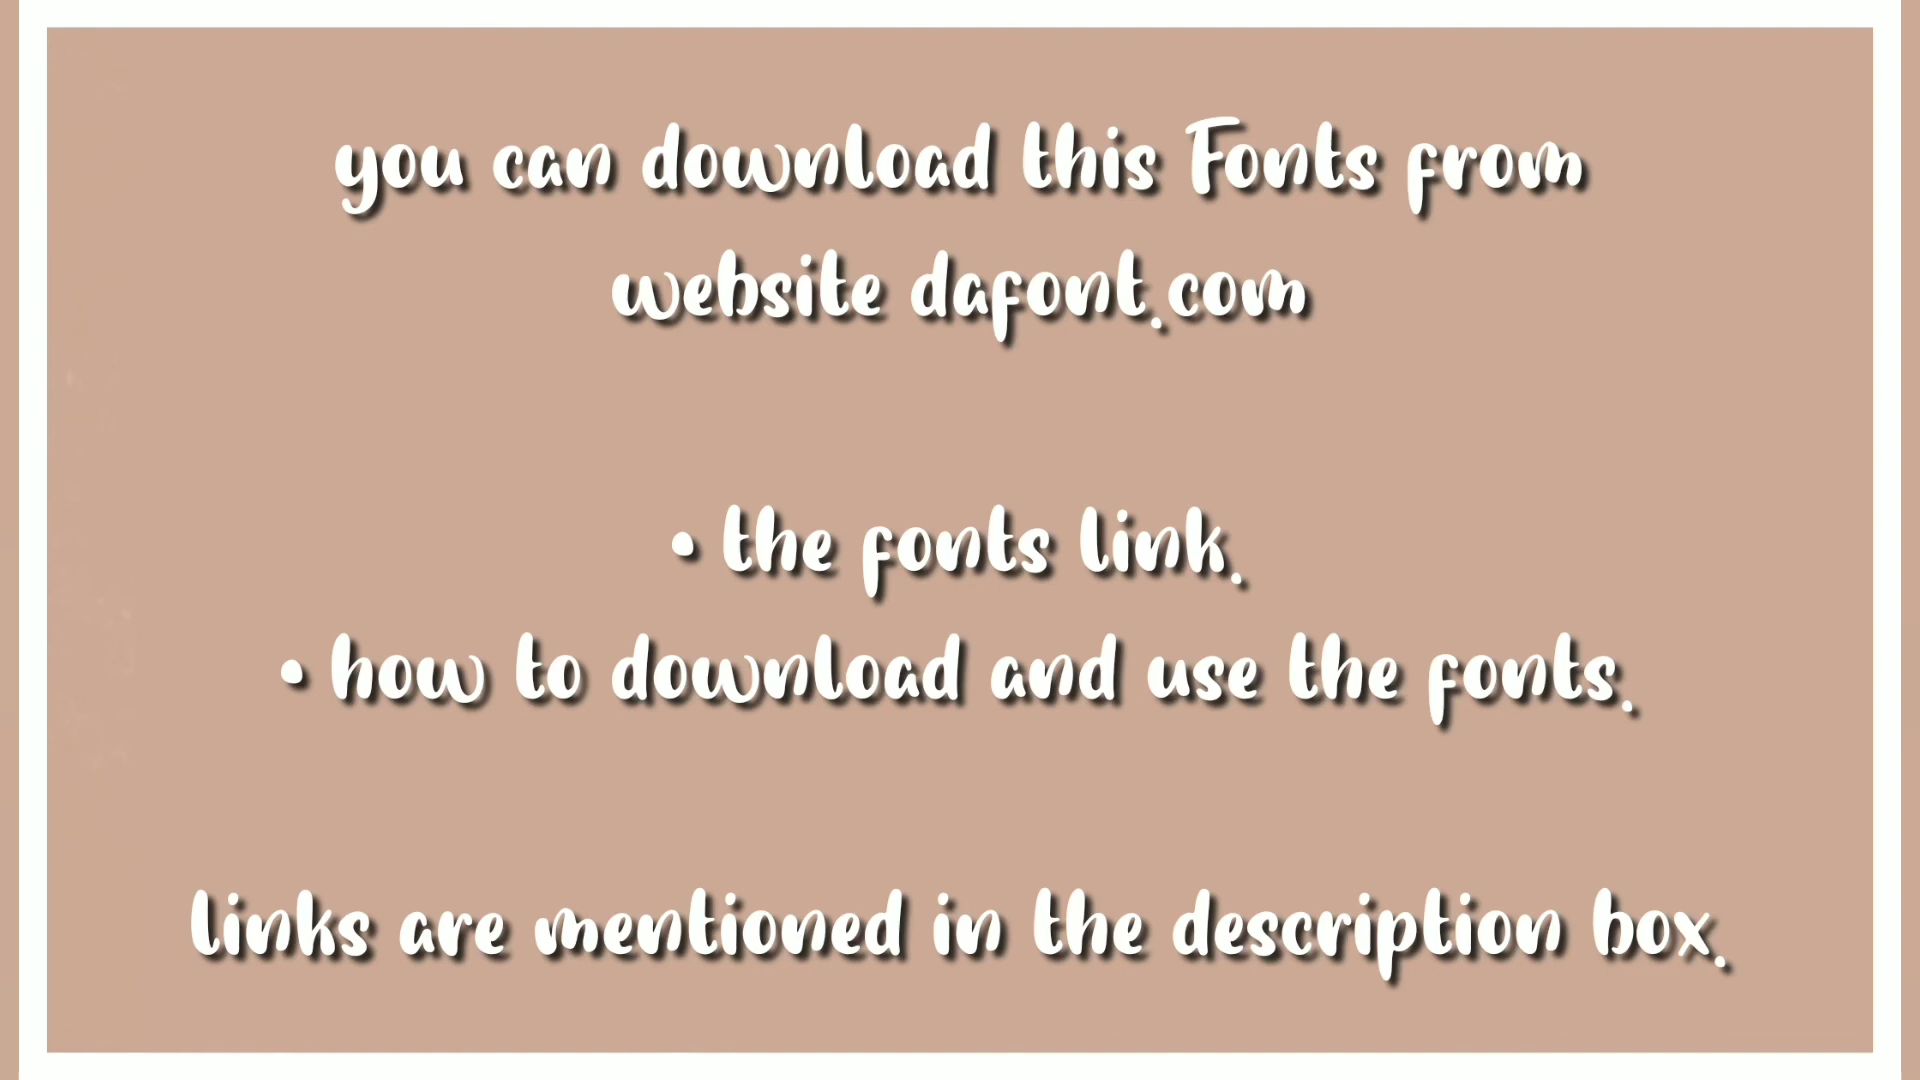 you can download this Fonts from
website dafont.com
• the fonts link.
• how to download and use the fonts.
links are mentioned in the description box.